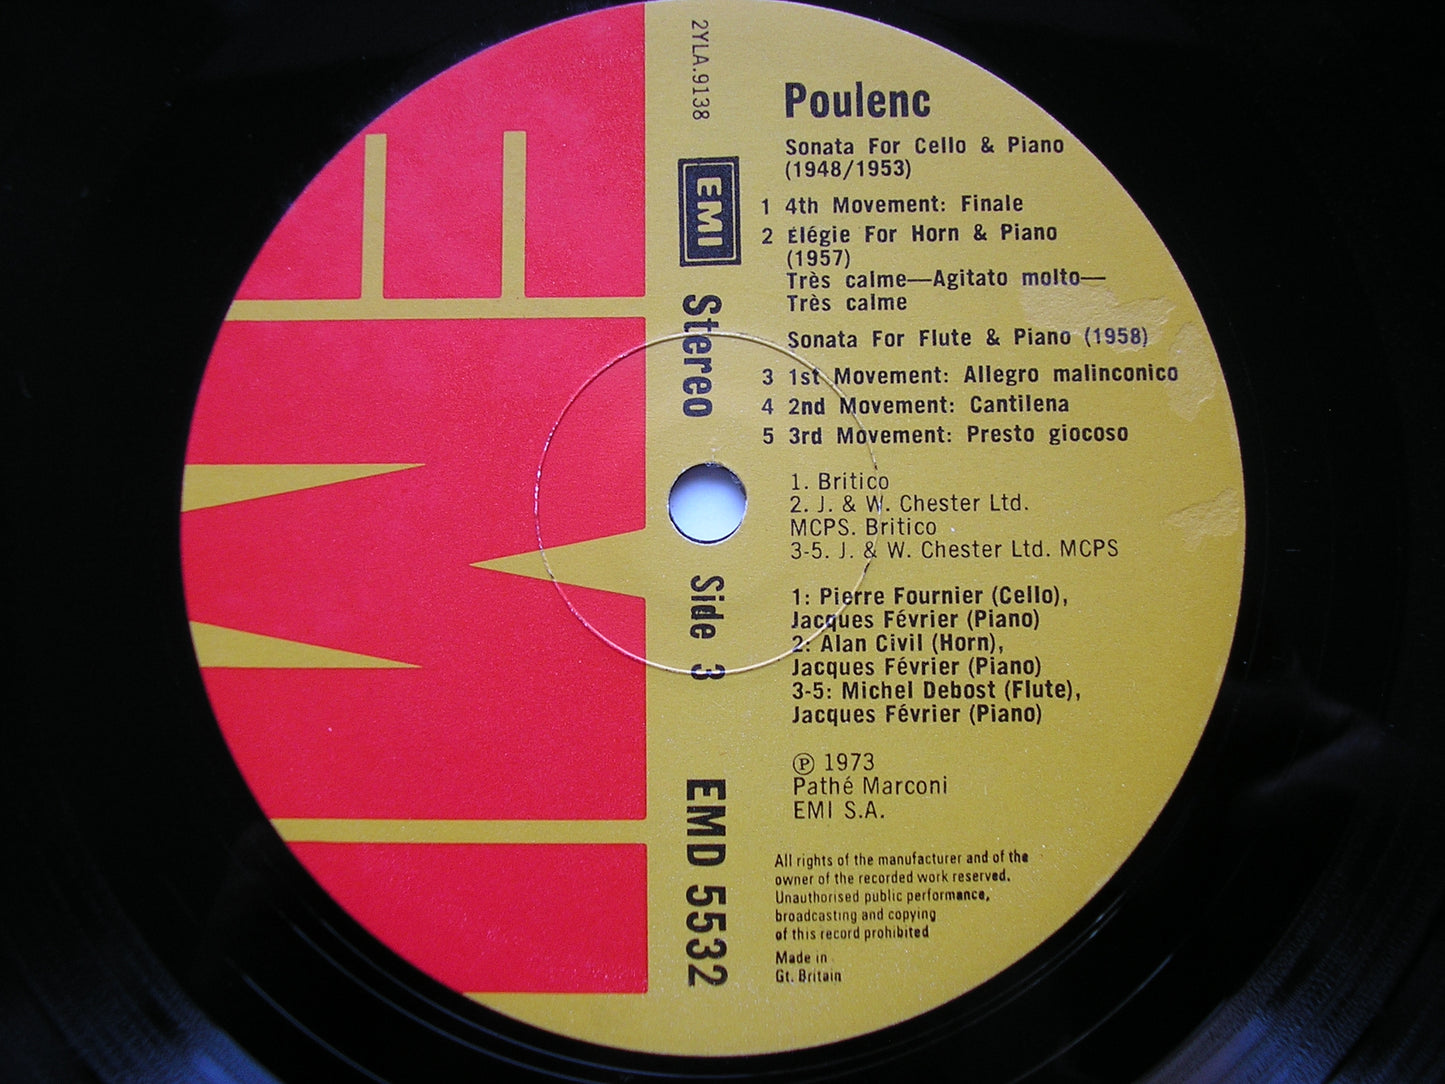 2YLA.9138
EMI
Stereo
Side 3
EMD 5532
Poulenc
Sonata For Cello & Piano
(1948/1953)
1 4th Movement: Finale
2 Élégie For Horn & Piano
(1957)
Très calme—Agitato molto—
Très calme
Sonata For Flute & Piano (1958)
3 1st Movement: Allegro malinconico
4 2nd Movement: Cantilena
5 3rd Movement: Presto giocoso
1. Britico
2. J. & W. Chester Ltd.
MCPS. Britico
3-5. J. & W. Chester Ltd. MCPS
1: Pierre Fournier (Cello),
Jacques Février (Piano)
2: Alan Civil (Horn),
Jacques Février (Piano)
3-5: Michel Debost (Flute),
Jacques Février (Piano)
℗ 1973
Pathé Marconi
EMI S.A.
All rights of the manufacturer and of the
owner of the recorded work reserved.
Unauthorised public performance,
broadcasting and copying
of this record prohibited
Made in
Gt. Britain